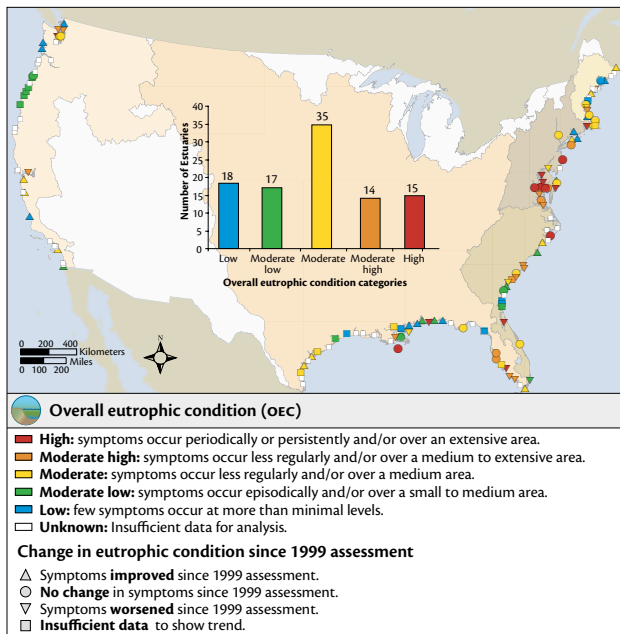 Number of Estuaries
40
35
30
25
20
15
10
5
0
18
17
35
14
15
Low
Moderate low
Moderate
Moderate high
High
Overall eutrophic condition categories
0 200 400
Kilometers
Miles
0 100 200
N
Overall eutrophic condition (OEC)
High: symptoms occur periodically or persistently and/or over an extensive area.
Moderate high: symptoms occur less regularly and/or over a medium to extensive area.
Moderate: symptoms occur less regularly and/or over a medium area.
Moderate low: symptoms occur episodically and/or over a small to medium area.
Low: few symptoms occur at more than minimal levels.
Unknown: Insufficient data for analysis.
Change in eutrophic condition since 1999 assessment
Symptoms improved since 1999 assessment.
No change in symptoms since 1999 assessment.
Symptoms worsened since 1999 assessment.
Insufficient data to show trend.